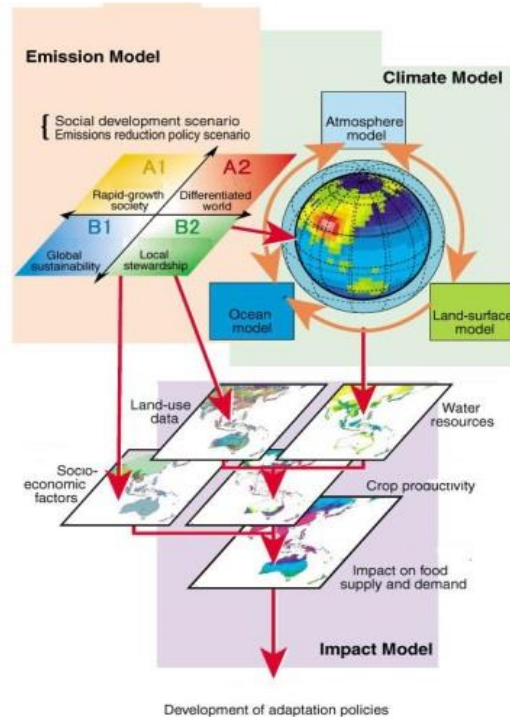 Emission Model
Climate Model
{ Social development scenario
Emissions reduction policy scenario
Atmosphere
model
A1
A2
Rapid-growth
society
Differentiated
world
B1
B2
Global
sustainability
Local
stewardship
Ocean
model
Land-surface
model
Land-use
data
Water
resources
Socio-
economic
factors
Crop productivity
Impact on food
supply and demand
Impact Model
Development of adaptation policies